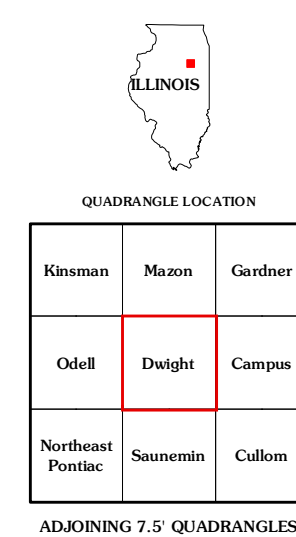 ILLINOIS
QUADRANGLE LOCATION
Kinsman Mazon Gardner
Odell Dwight Campus
Northeast
Pontiac Saunemin Cullom
ADJOINING 7.5' QUADRANGLES